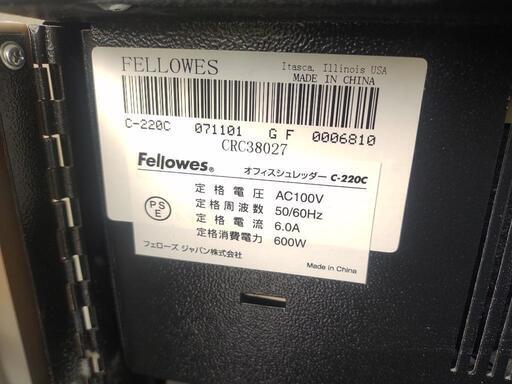 FELLOWES
Itasca, Illinois USA
MADE IN CHINA
C-220C 071101 G F 0006810
CRC38027
Fellowes® オフィスシュレッダー C-220C
PS E
定格電圧 AC100V
定格周波数 50/60Hz
定格電流 6.0A
定格消費電力 600W
フェローズ ジャパン株式会社
Made in China